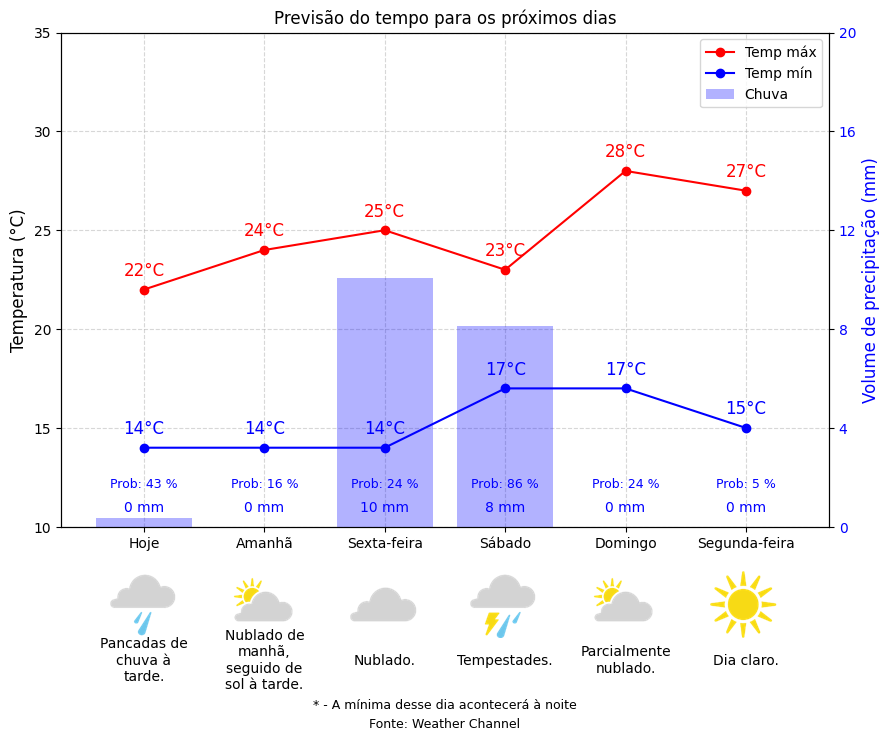 Previsão do tempo para os próximos dias
Temp máx
Temp mín
Chuva
Temperatura (°C)
Volume de precipitação (mm)
35
30
25
20
15
10
20
16
12
8
4
0
22°C
24°C
25°C
23°C
28°C
27°C
14°C
14°C
14°C
17°C
17°C
15°C
Prob: 43 %
Prob: 16 %
Prob: 24 %
Prob: 86 %
Prob: 24 %
Prob: 5 %
0 mm
0 mm
10 mm
8 mm
0 mm
0 mm
Hoje
Amanhã
Sexta-feira
Sábado
Domingo
Segunda-feira
Pancadas de
chuva à
tarde.
Nublado de
manhã,
seguido de
sol à tarde.
Nublado.
Tempestades.
Parcialmente
nublado.
Dia claro.
* - A mínima desse dia acontecerá à noite
Fonte: Weather Channel